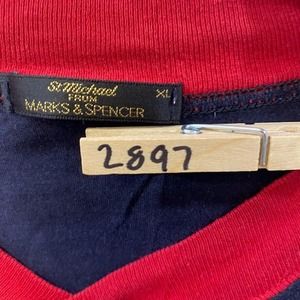 St Michael
FROM
MARKS & SPENCER
XL
2897